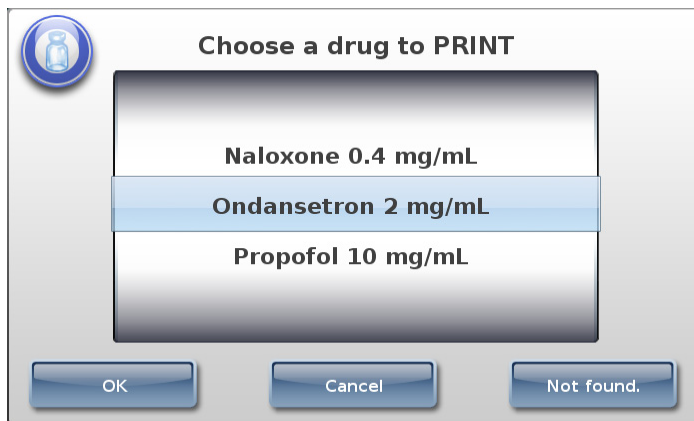 Choose a drug to PRINT
Naloxone 0.4 mg/mL
Ondansetron 2 mg/mL
Propofol 10 mg/mL
OK
Cancel
Not found.